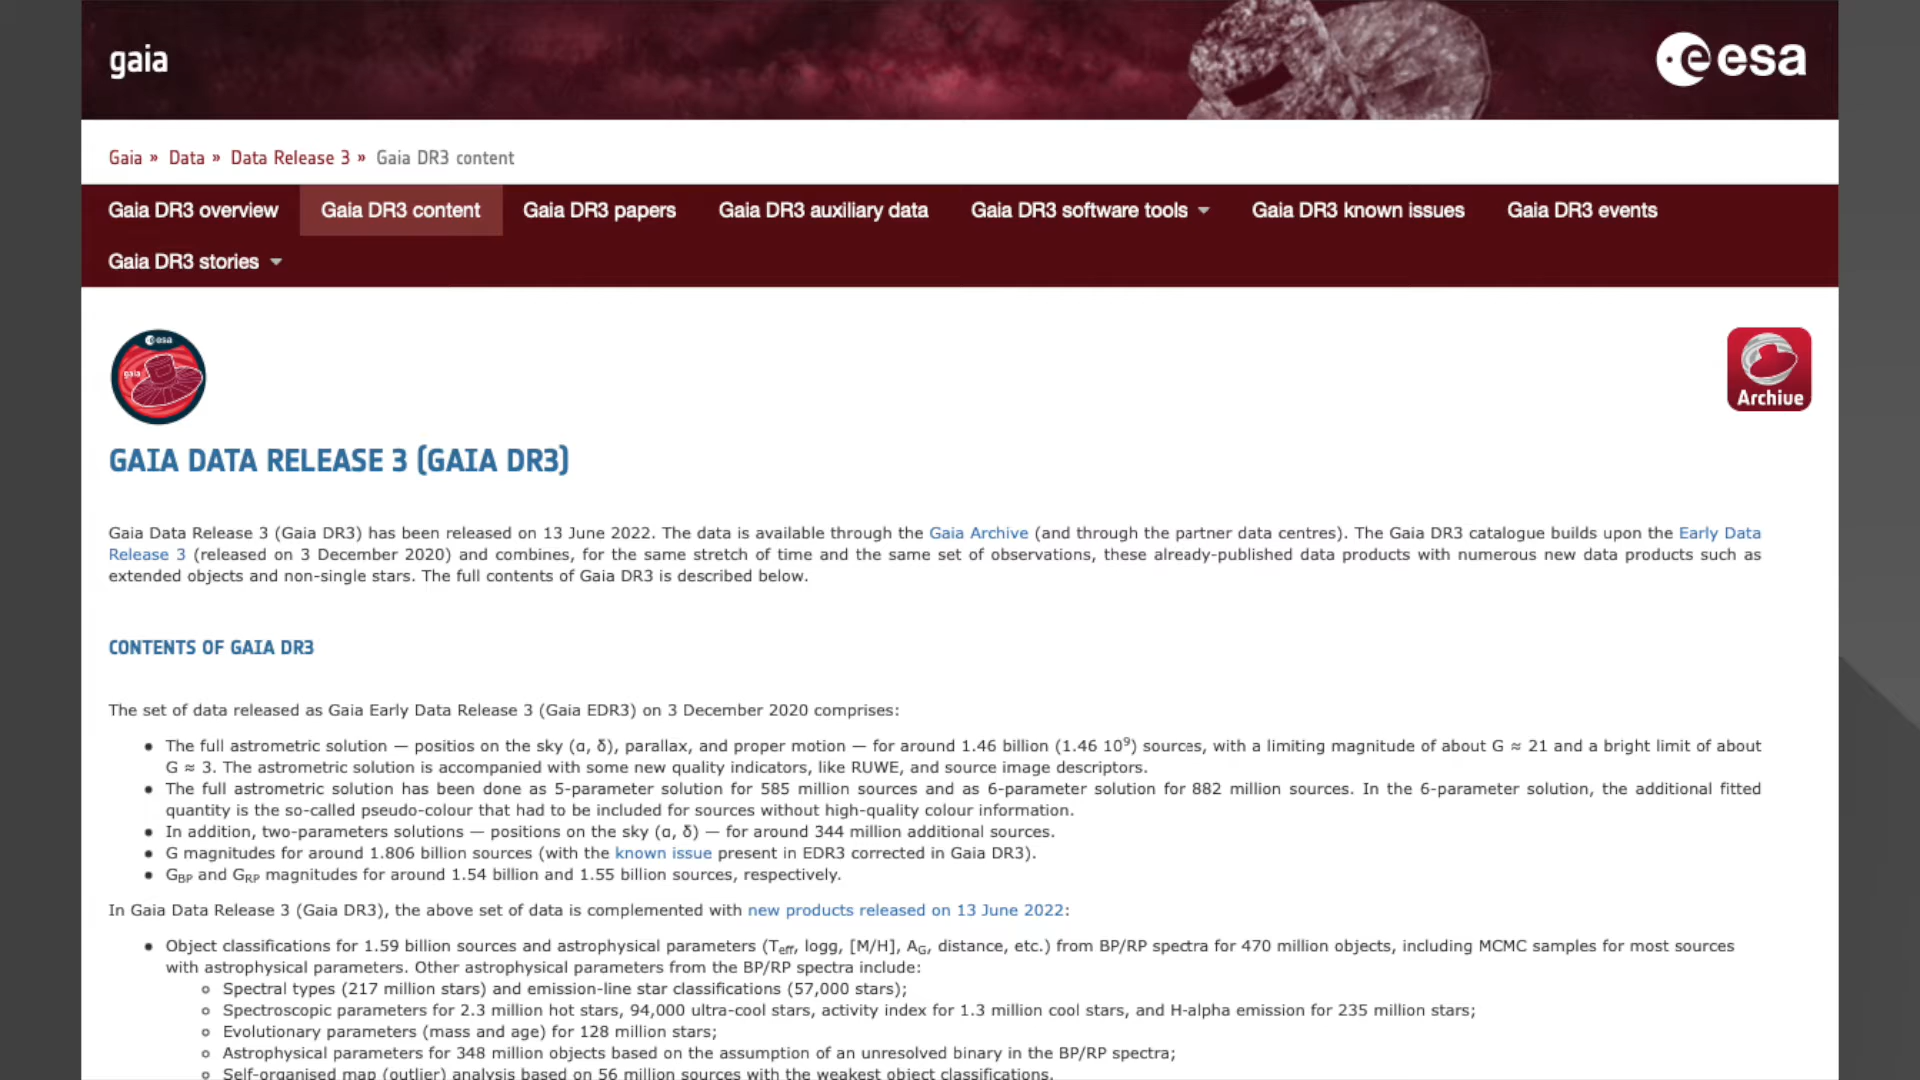 gaia
esa
Gaia » Data » Data Release 3 » Gaia DR3 content
Gaia DR3 overview Gaia DR3 content Gaia DR3 papers Gaia DR3 auxiliary data Gaia DR3 software tools Gaia DR3 known issues Gaia DR3 events
Gaia DR3 stories
esa
gaia
Archive
GAIA DATA RELEASE 3 (GAIA DR3)
Gaia Data Release 3 (Gaia DR3) has been released on 13 June 2022. The data is available through the Gaia Archive (and through the partner data centres). The Gaia DR3 catalogue builds upon the Early Data
Release 3 (released on 3 December 2020) and combines, for the same stretch of time and the same set of observations, these already-published data products with numerous new data products such as
extended objects and non-single stars. The full contents of Gaia DR3 is described below.
CONTENTS OF GAIA DR3
The set of data released as Gaia Early Data Release 3 (Gaia EDR3) on 3 December 2020 comprises:
• The full astrometric solution — positios on the sky (α, δ), parallax, and proper motion — for around 1.46 billion (1.46 10⁹) sources, with a limiting magnitude of about G ≈ 21 and a bright limit of about
G ≈ 3. The astrometric solution is accompanied with some new quality indicators, like RUWE, and source image descriptors.
• The full astrometric solution has been done as 5-parameter solution for 585 million sources and as 6-parameter solution for 882 million sources. In the 6-parameter solution, the additional fitted
quantity is the so-called pseudo-colour that had to be included for sources without high-quality colour information.
• In addition, two-parameters solutions — positions on the sky (α, δ) — for around 344 million additional sources.
• G magnitudes for around 1.806 billion sources (with the known issue present in EDR3 corrected in Gaia DR3).
• GBP and GRP magnitudes for around 1.54 billion and 1.55 billion sources, respectively.
In Gaia Data Release 3 (Gaia DR3), the above set of data is complemented with new products released on 13 June 2022:
• Object classifications for 1.59 billion sources and astrophysical parameters (Teff, logg, [M/H], AG, distance, etc.) from BP/RP spectra for 470 million objects, including MCMC samples for most sources
with astrophysical parameters. Other astrophysical parameters from the BP/RP spectra include:
◦ Spectral types (217 million stars) and emission-line star classifications (57,000 stars);
◦ Spectroscopic parameters for 2.3 million hot stars, 94,000 ultra-cool stars, activity index for 1.3 million cool stars, and H-alpha emission for 235 million stars;
◦ Evolutionary parameters (mass and age) for 128 million stars;
◦ Astrophysical parameters for 348 million objects based on the assumption of an unresolved binary in the BP/RP spectra;
◦ Self-organised map (outlier) analysis based on 56 million sources with the weakest object classifications.